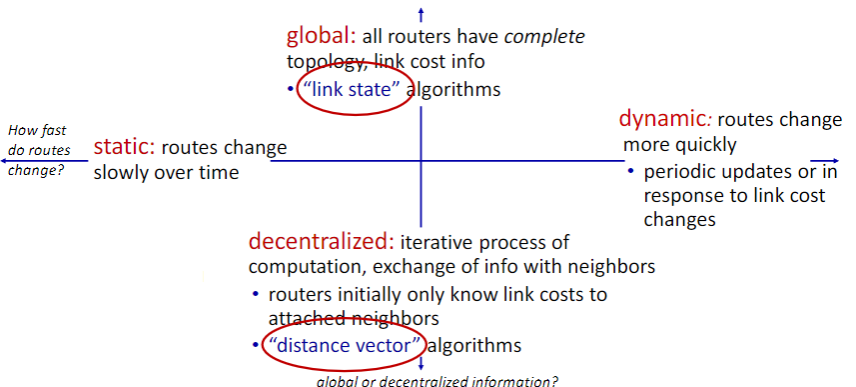 global: all routers have complete
topology, link cost info
• “link state” algorithms
How fast
do routes
change?
static: routes change
slowly over time
dynamic: routes change
more quickly
• periodic updates or in
response to link cost
changes
decentralized: iterative process of
computation, exchange of info with neighbors
• routers initially only know link costs to
attached neighbors
• “distance vector” algorithms
global or decentralized information?